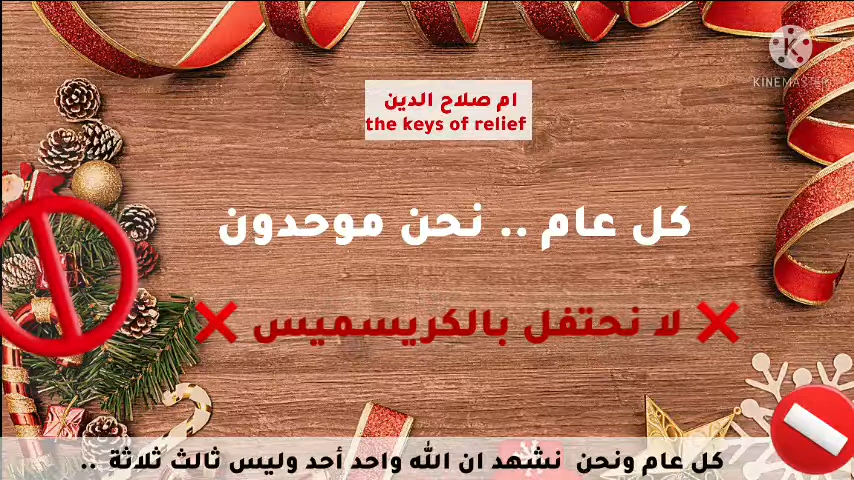 KINEMASTER
ام صلاح الدين
the keys of relief
كل عام .. نحن موحدون
❌ لا نحتفل بالكريسميس ❌
كل عام ونحن نشهد ان الله واحد أحد وليس ثالث ثلاثة ..